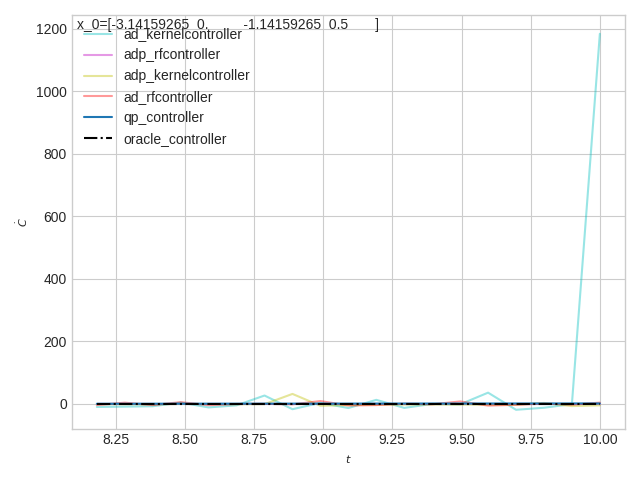 x_0=[-3.14159265 0. -1.14159265 0.5 ]
ad_kernelcontroller
adp_rfcontroller
adp_kernelcontroller
ad_rfcontroller
qp_controller
oracle_controller
1200
1000
800
600
400
200
0
Ċ
8.25 8.50 8.75 9.00 9.25 9.50 9.75 10.00
t